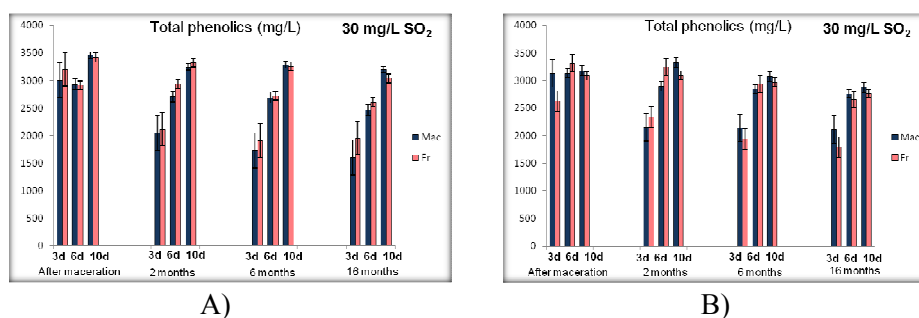 Total phenolics (mg/L) 30 mg/L SO2
4000
3500
3000
2500
2000
1500
1000
500
0
Mac
Fr
3d 6d 10d 3d 6d 10d 3d 6d 10d 3d 6d 10d
After maceration 2 months 6 months 16 months
A)
Total phenolics (mg/L) 30 mg/L SO2
4000
3500
3000
2500
2000
1500
1000
500
0
Mac
Fr
3d 6d 10d 3d 6d 10d 3d 6d 10d 3d 6d 10d
After maceration 2 months 6 months 16 months
B)